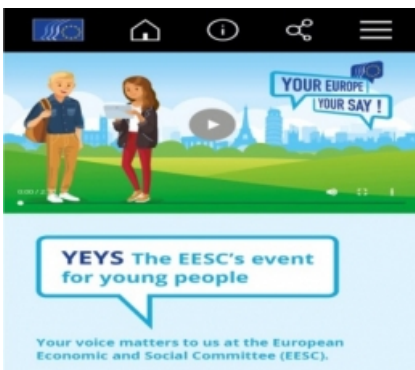 YOUR EUROPE
YOUR SAY !
YEYS The EESC's event
for young people
Your voice matters to us at the European
Economic and Social Committee (EESC).